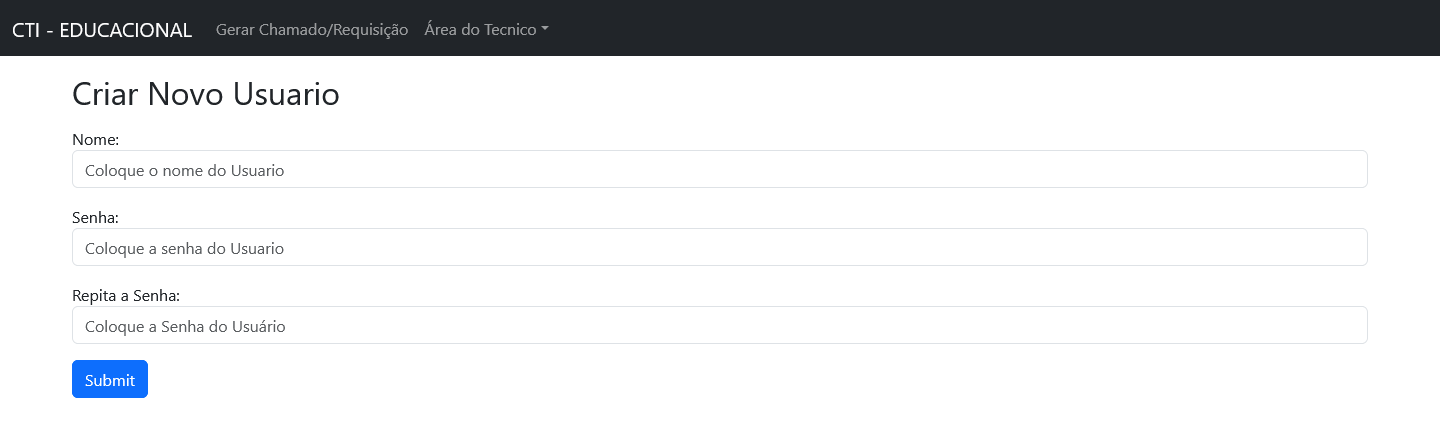 CTI - EDUCACIONAL Gerar Chamado/Requisição Área do Tecnico
Criar Novo Usuario
Nome:
Coloque o nome do Usuario
Senha:
Coloque a senha do Usuario
Repita a Senha:
Coloque a Senha do Usuário
Submit